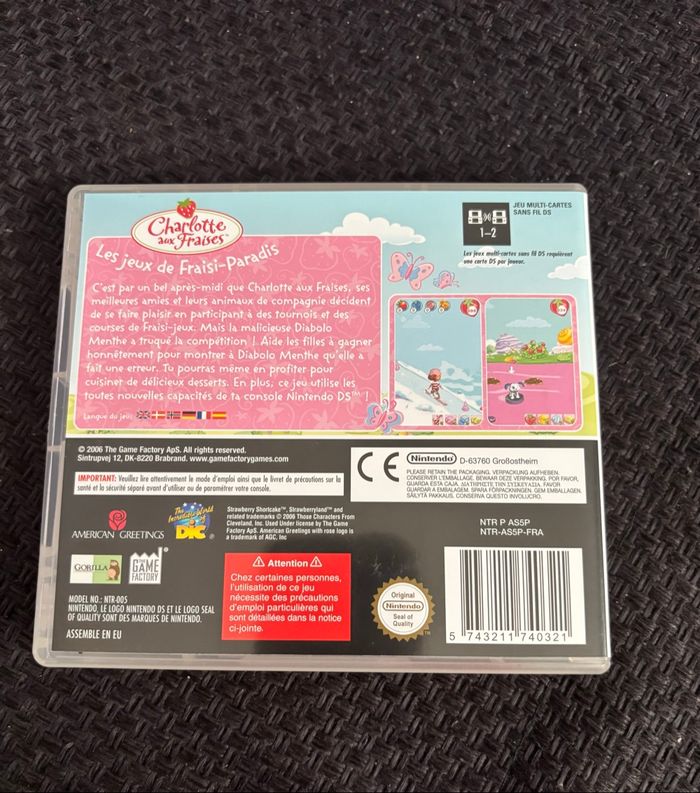 Charlotte
aux Fraises™
Les jeux de Fraisi-Paradis
C'est par un bel après-midi que Charlotte aux Fraises, ses
meilleures amies et leurs animaux de compagnie décident
de se faire plaisir en participant à des tournois et des
courses de Fraisi-jeux. Mais la malicieuse Diabolo
Menthe a truqué la compétition ! Aide les filles à gagner
honnêtement pour montrer à Diabolo Menthe qu'elle a
fait une erreur. Tu pourras même en profiter pour
cuisiner de délicieux desserts. En plus, ce jeu utilise les
toutes nouvelles capacités de ta console Nintendo DS™ !
Langue du jeu:
1-2
JEU MULTI-CARTES
SANS FIL DS
Les jeux multi-cartes sans fil DS requièrent
une carte DS par joueur.
© 2006 The Game Factory ApS. All rights reserved.
Sintrupvej 12, DK-8220 Brabrand. www.gamefactorygames.com
IMPORTANT: Veuillez lire attentivement le mode d'emploi ainsi que le livret de précautions sur la
santé et la sécurité séparé avant d'utiliser ou de paramétrer votre console.
CE
Nintendo D-63760 Großostheim
PLEASE RETAIN THE PACKAGING. VERPACKUNG AUFHEBEN.
CONSERVER L'EMBALLAGE. BEWAAR DEZE VERPAKKING. POR FAVOR,
GUARDA ESTA CAJA. ΔΙΑΤΗΡΗΣΤΕ ΤΗΝ ΣΥΣΚΕΥΑΣΙΑ. FAVOR
GUARDAR A EMBALAGEM. SPARA FÖRPACKNINGEN. GEM EMBALLAGEN.
SÄILYTÄ PAKKAUS. CONSERVA QUESTO INVOLUCRO.
AMERICAN GREETINGS
The
Incredible World
of
DIC®
Strawberry Shortcake™, Strawberryland™ and
related trademarks © 2006 Those Characters From
Cleveland, Inc. Used Under license by The Game
Factory ApS. American Greetings with rose logo is
a trademark of AGC, Inc
NTR P AS5P
NTR-AS5P-FRA
GORILLA
THE
GAME
FACTORY
MODEL NO.: NTR-005
NINTENDO, LE LOGO NINTENDO DS ET LE LOGO SEAL
OF QUALITY SONT DES MARQUES DE NINTENDO.
ASSEMBLE EN EU
⚠ Attention ⚠
Chez certaines personnes,
l'utilisation de ce jeu
nécessite des précautions
d'emploi particulières qui
sont détaillées dans la notice
ci-jointe.
Original
Nintendo
Seal of
Quality
™
5 743211 740321